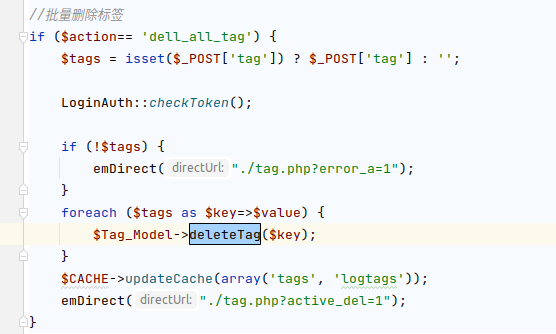 //批量删除标签
if ($action== 'dell_all_tag') {
$tags = isset($_POST['tag']) ? $_POST['tag'] : '';
LoginAuth::checkToken();
if (!$tags) {
emDirect( directUrl: "./tag.php?error_a=1");
}
foreach ($tags as $key=>$value) {
$Tag_Model->deleteTag($key);
}
$CACHE->updateCache(array('tags', 'logtags'));
emDirect( directUrl: "./tag.php?active_del=1");
}